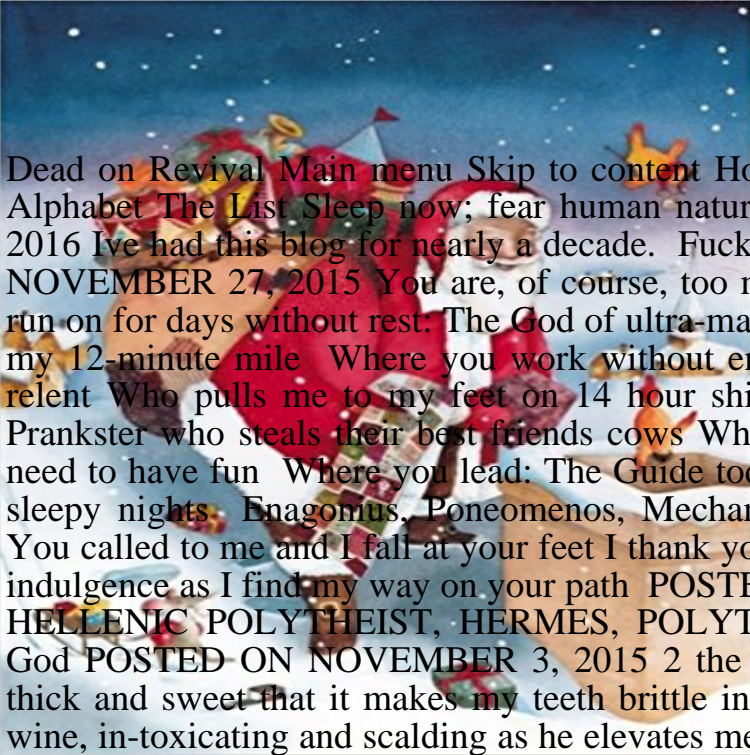 Dead on Revival Main menu Skip to content Ho
Alphabet The List Sleep now; fear human natur
2016 Ive had this blog for nearly a decade. Fuck
NOVEMBER 27, 2015 You are, of course, too m
run on for days without rest: The God of ultra-ma
my 12-minute mile Where you work without er
relent Who pulls me to my feet on 14 hour shi
Prankster who steals their best friends cows Wh
need to have fun Where you lead: The Guide too
sleepy nights. Enagonius, Poneomenos, Mechan
You called to me and I fall at your feet I thank yo
indulgence as I find my way on your path POSTE
HELLENIC POLYTHEIST, HERMES, POLYT
God POSTED ON NOVEMBER 3, 2015 2 the
thick and sweet that it makes my teeth brittle in
wine, in-toxicating and scalding as he elevates me